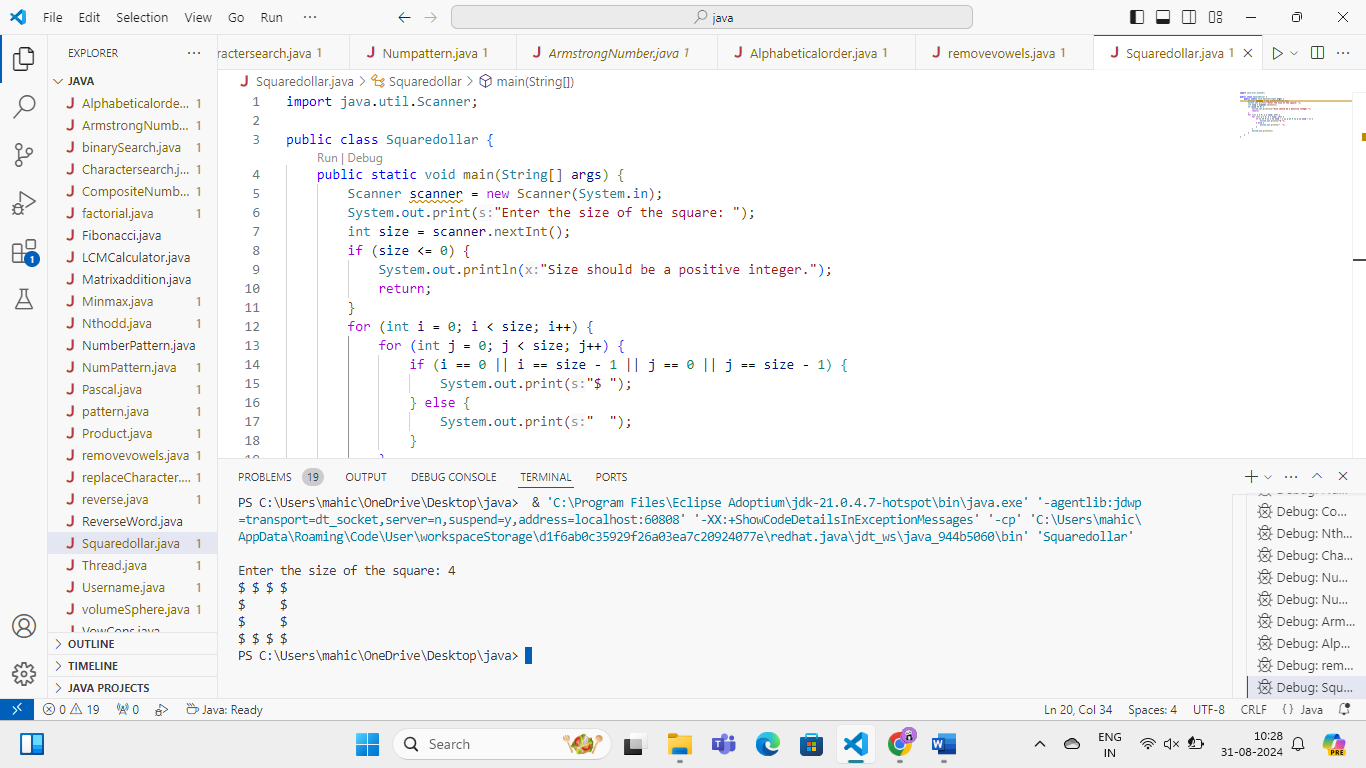 File Edit Selection View Go Run ···
java
EXPLORER ···
ractersearch.java 1 Numpattern.java 1 ArmstrongNumber.java 1 Alphabeticalorder.java 1 removevowels.java 1 Squaredollar.java 1
JAVA
Squaredollar.java > Squaredollar > main(String[])
Alphabeticalorde... 1
ArmstrongNumb... 1
binarySearch.java 1
Charactersearch.j... 1
CompositeNumb... 1
factorial.java 1
Fibonacci.java
LCMCalculator.java
Matrixaddition.java
Minmax.java 1
Nthodd.java 1
NumberPattern.java
NumPattern.java 1
Pascal.java 1
pattern.java 1
Product.java 1
removevowels.java 1
replaceCharacter.... 1
reverse.java 1
ReverseWord.java
Squaredollar.java 1
Thread.java 1
Username.java 1
volumeSphere.java 1
VowCons.java
OUTLINE
TIMELINE
JAVA PROJECTS
1 import java.util.Scanner;
2
3 public class Squaredollar {
Run | Debug
4 public static void main(String[] args) {
5 Scanner scanner = new Scanner(System.in);
6 System.out.print(s:"Enter the size of the square: ");
7 int size = scanner.nextInt();
8 if (size <= 0) {
9 System.out.println(x:"Size should be a positive integer.");
10 return;
11 }
12 for (int i = 0; i < size; i++) {
13 for (int j = 0; j < size; j++) {
14 if (i == 0 || i == size - 1 || j == 0 || j == size - 1) {
15 System.out.print(s:"$ ");
16 } else {
17 System.out.print(s:"  ");
18 }
PROBLEMS 19 OUTPUT DEBUG CONSOLE TERMINAL PORTS
PS C:\Users\mahic\OneDrive\Desktop\java>  & 'C:\Program Files\Eclipse Adoptium\jdk-21.0.4.7-hotspot\bin\java.exe' '-agentlib:jdwp
=transport=dt_socket,server=n,suspend=y,address=localhost:60808' '-XX:+ShowCodeDetailsInExceptionMessages' '-cp' 'C:\Users\mahic\
AppData\Roaming\Code\User\workspaceStorage\d1f6ab0c35929f26a03ea7c20924077e\redhat.java\jdt_ws\java_944b5060\bin' 'Squaredollar'
Enter the size of the square: 4
$ $ $ $
$     $
$     $
$ $ $ $
PS C:\Users\mahic\OneDrive\Desktop\java>
Debug: Co...
Debug: Nth...
Debug: Cha...
Debug: Nu...
Debug: Nu...
Debug: Arm...
Debug: Alp...
Debug: rem...
Debug: Squ...
0 19 0 Java: Ready Ln 20, Col 34 Spaces: 4 UTF-8 CRLF {} Java
Search
ENG
IN
10:28
31-08-2024
PRE